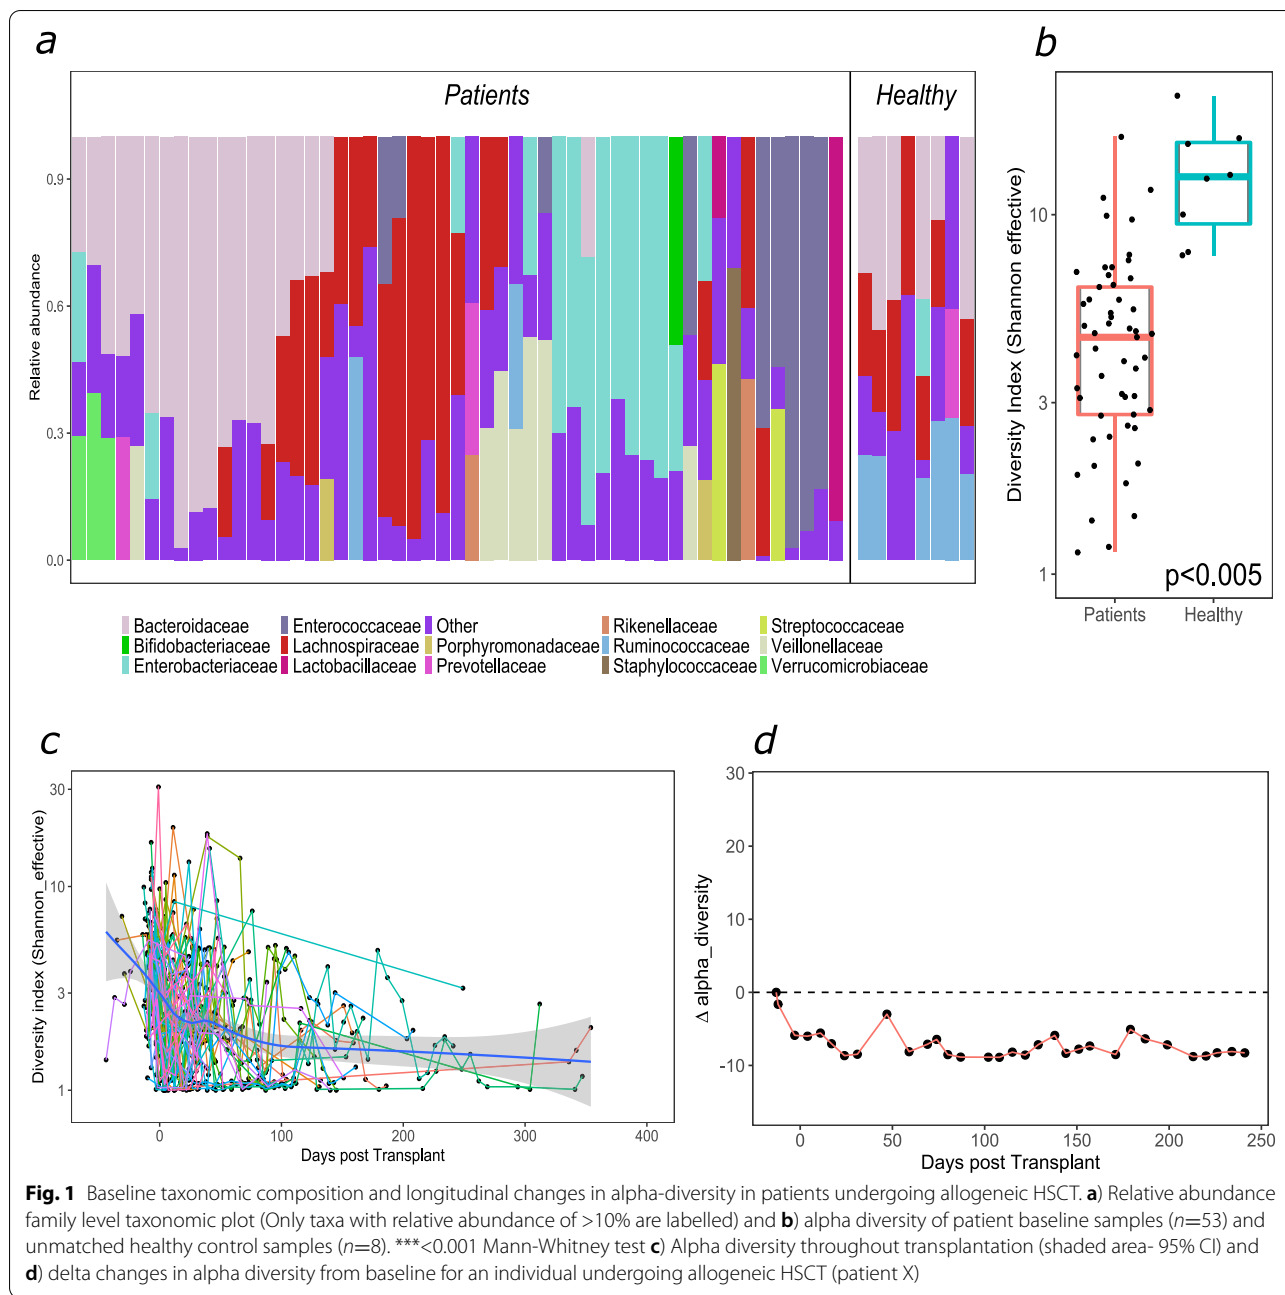 a
Patients
Healthy
0.9
0.6
0.3
0.0
Relative abundance
Bacteroidaceae
Bifidobacteriaceae
Enterobacteriaceae
Enterococcaceae
Lachnospiraceae
Lactobacillaceae
Other
Porphyromonadaceae
Prevotellaceae
Rikenellaceae
Ruminococcaceae
Staphylococcaceae
Streptococcaceae
Veillonellaceae
Verrucomicrobiaceae
b
Diversity Index (Shannon effective)
10
3
1
p<0.005
Patients
Healthy
c
Diversity index (Shannon_effective)
30
10
3
1
0
100
200
300
400
Days post Transplant
d
Δ alpha_diversity
30
20
10
0
-10
0
50
100
150
200
250
Days post Transplant
Fig. 1 Baseline taxonomic composition and longitudinal changes in alpha-diversity in patients undergoing allogeneic HSCT. a) Relative abundance
family level taxonomic plot (Only taxa with relative abundance of >10% are labelled) and b) alpha diversity of patient baseline samples (n=53) and
unmatched healthy control samples (n=8). ***<0.001 Mann-Whitney test c) Alpha diversity throughout transplantation (shaded area- 95% CI) and
d) delta changes in alpha diversity from baseline for an individual undergoing allogeneic HSCT (patient X)